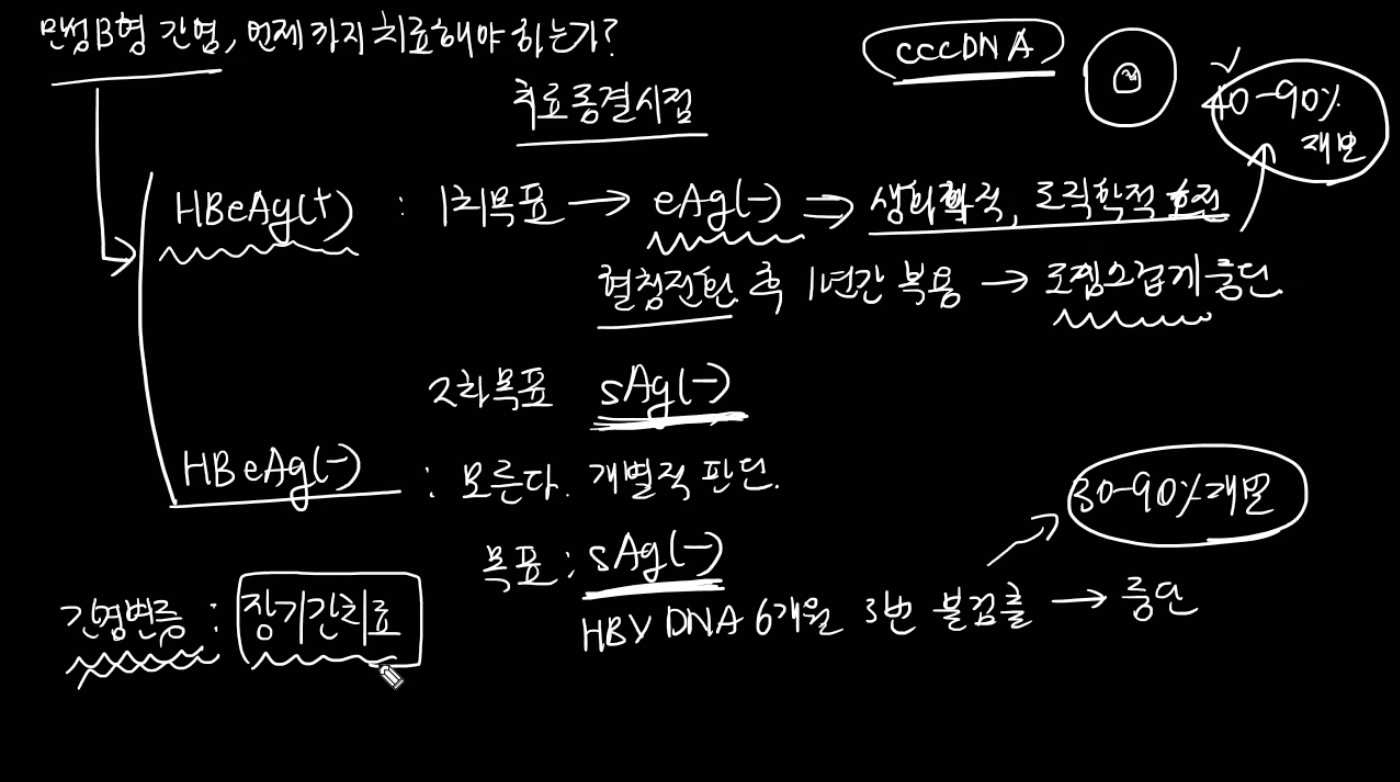 만성B형 간염, 언제까지 치료해야 하는가?
cccDNA
치료종결시점
40-90%
재발
HBeAg(+) : 1차목표 → eAg(-) ⇒ 생화학적, 조직학적 호전
혈청전환 후 1년간 복용 → 조심스럽게 중단
2차목표 sAg(-)
HBeAg(-) : 모른다. 개별적 판단.
30-90% 재발
목표 : sAg(-)
간경변증 : 장기간치료
HBV DNA 6개월 3번 불검출 → 중단